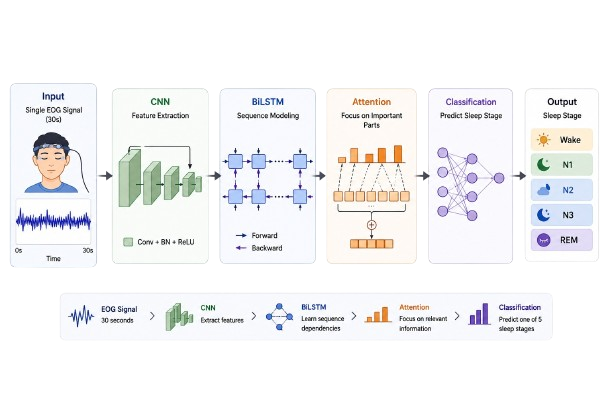 Input
Single EOG Signal
(30s)
0s
30s
Time
CNN
Feature Extraction
Conv + BN + ReLU
BiLSTM
Sequence Modeling
Forward
Backward
Attention
Focus on Important
Parts
Classification
Predict Sleep Stage
Output
Sleep Stage
Wake
N1
N2
N3
REM
EOG Signal
30 seconds
CNN
Extract features
BiLSTM
Learn sequence
dependencies
Attention
Focus on relevant
information
Classification
Predict one of 5
sleep stages